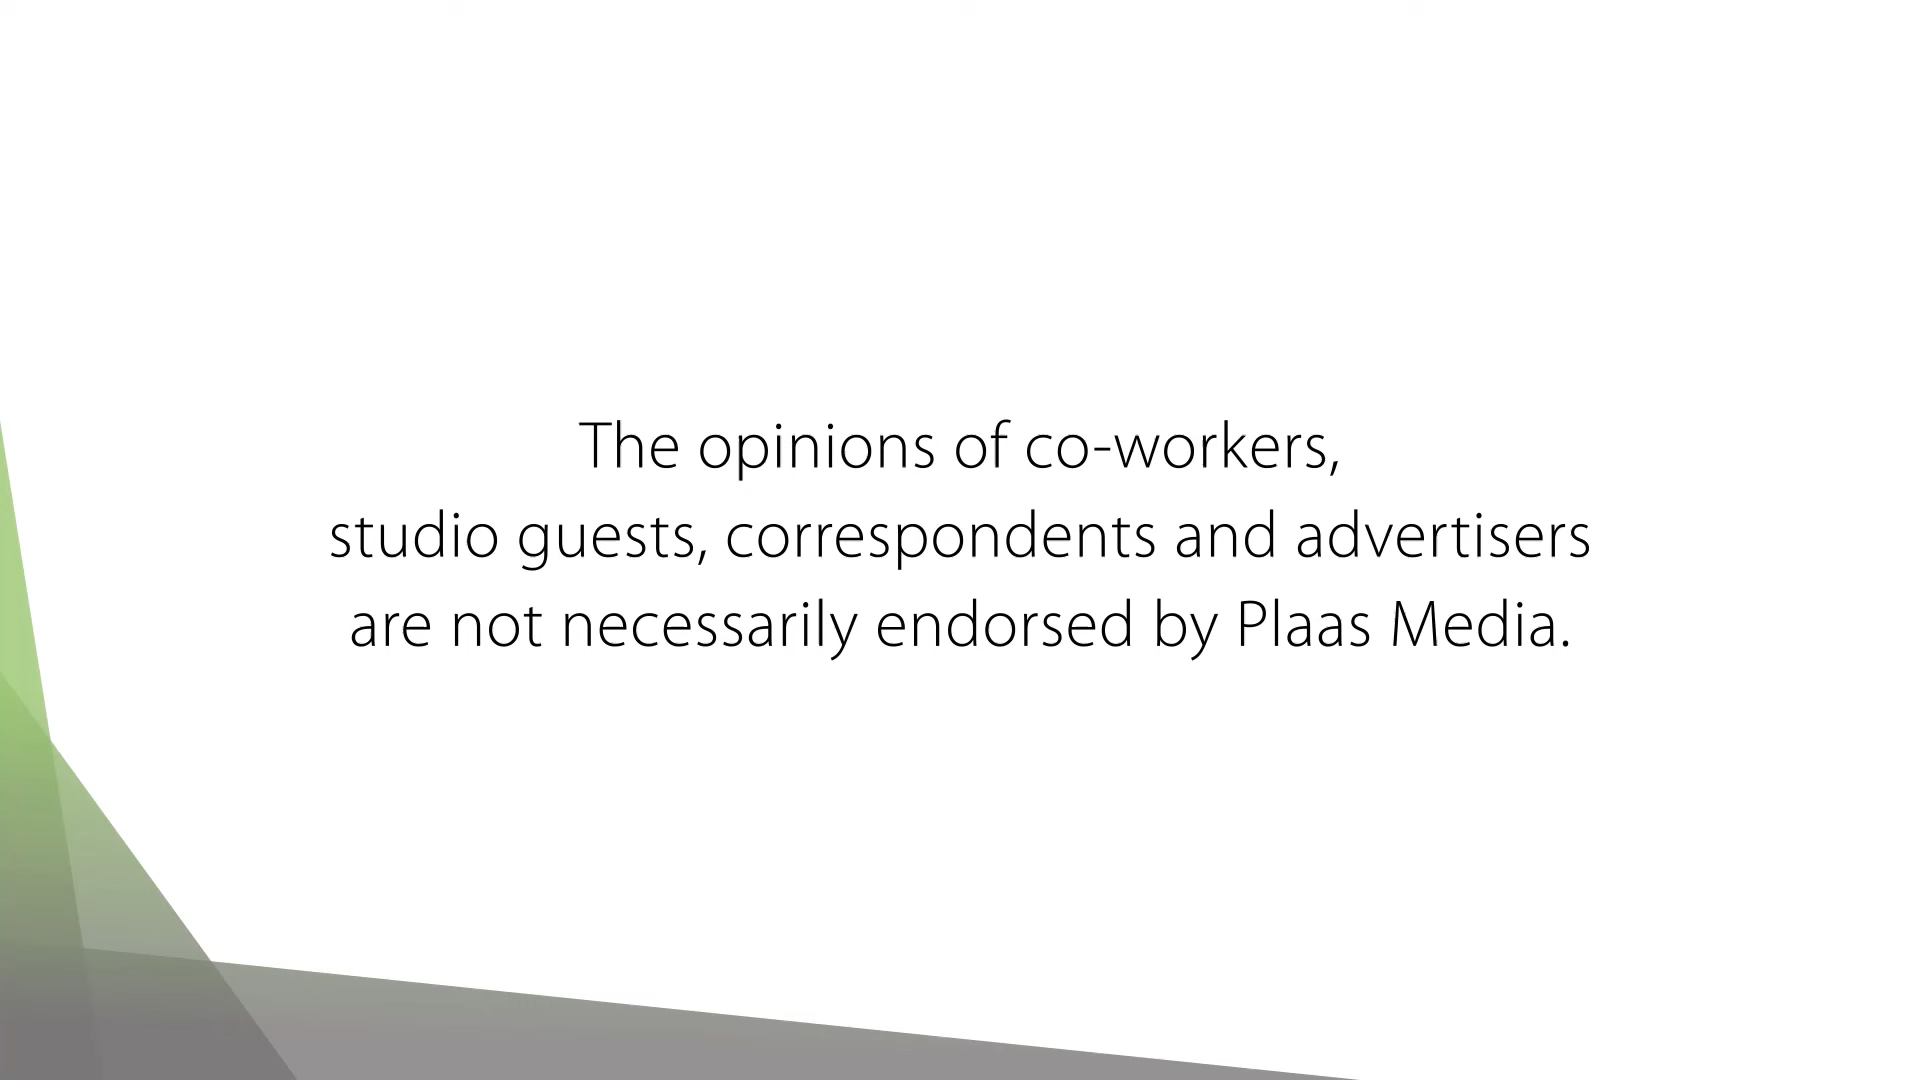 The opinions of co-workers,
studio guests, correspondents and advertisers
are not necessarily endorsed by Plaas Media.